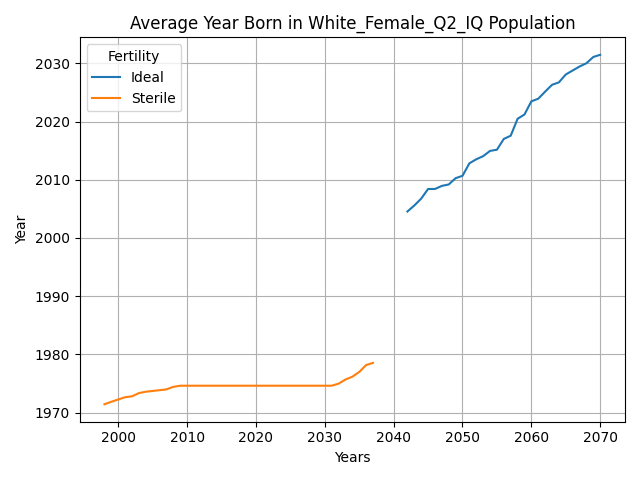 Average Year Born in White_Female_Q2_IQ Population
Fertility
Ideal
Sterile
Year
2030
2020
2010
2000
1990
1980
1970
2000 2010 2020 2030 2040 2050 2060 2070
Years